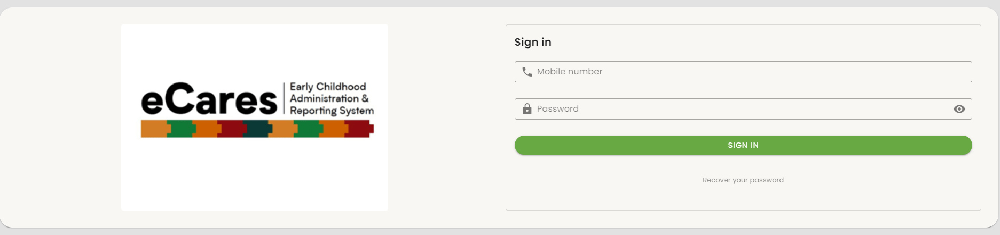 eCares
Early Childhood
Administration &
Reporting System
Sign in
Mobile number
Password
SIGN IN
Recover your password